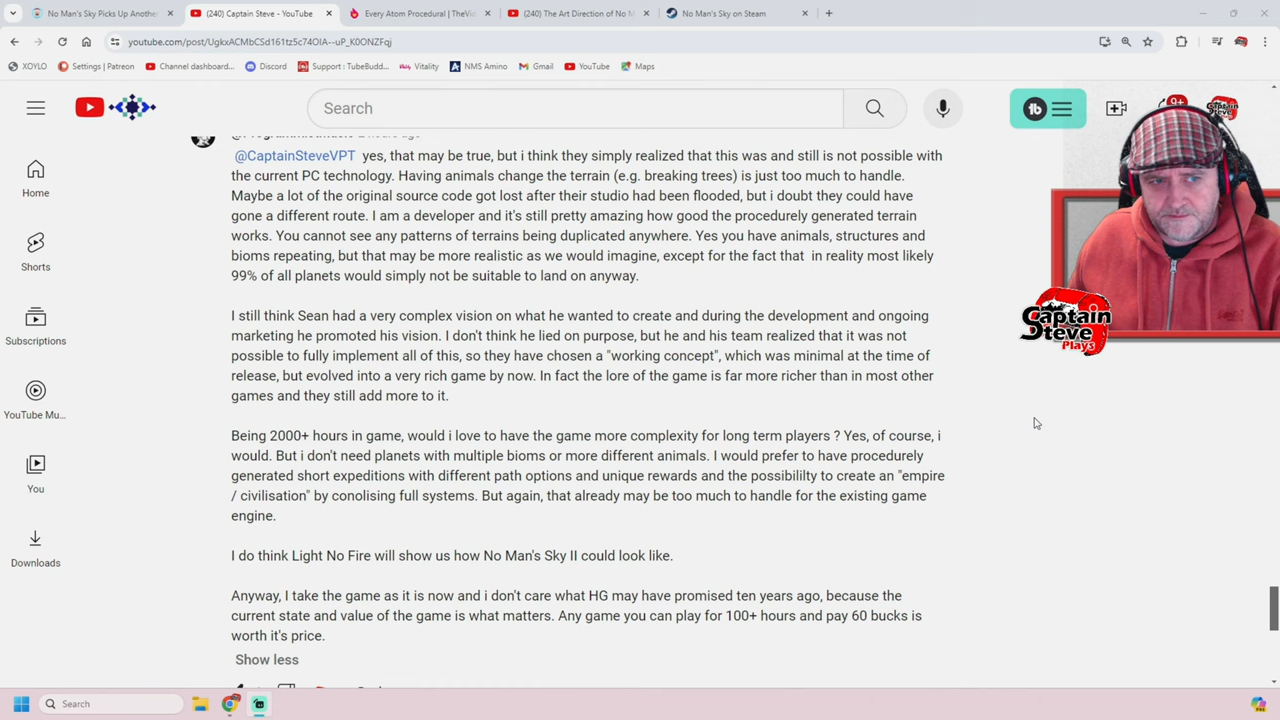 No Man's Sky Picks Up Anothe
(240) Captain Steve - YouTube
Every Atom Procedural | TheVid
(240) The Art Direction of No M
No Man's Sky on Steam
youtube.com/post/UgkxACMbCSd161tz5c74OIA--uP_K0ONZFqj
XOYLO
Settings | Patreon
Channel dashboard...
Discord
Support : TubeBudd...
Vitality
NMS Amino
Gmail
YouTube
Maps
Search
9+
Home
Shorts
Subscriptions
YouTube Mu...
You
Downloads
@CaptainSteveVPT yes, that may be true, but i think they simply realized that this was and still is not possible with
the current PC technology. Having animals change the terrain (e.g. breaking trees) is just too much to handle.
Maybe a lot of the original source code got lost after their studio had been flooded, but i doubt they could have
gone a different route. I am a developer and it's still pretty amazing how good the procedurely generated terrain
works. You cannot see any patterns of terrains being duplicated anywhere. Yes you have animals, structures and
bioms repeating, but that may be more realistic as we would imagine, except for the fact that in reality most likely
99% of all planets would simply not be suitable to land on anyway.
I still think Sean had a very complex vision on what he wanted to create and during the development and ongoing
marketing he promoted his vision. I don't think he lied on purpose, but he and his team realized that it was not
possible to fully implement all of this, so they have chosen a "working concept", which was minimal at the time of
release, but evolved into a very rich game by now. In fact the lore of the game is far more richer than in most other
games and they still add more to it.
Being 2000+ hours in game, would i love to have the game more complexity for long term players ? Yes, of course, i
would. But i don't need planets with multiple bioms or more different animals. I would prefer to have procedurely
generated short expeditions with different path options and unique rewards and the possibililty to create an "empire
/ civilisation" by conolising full systems. But again, that already may be too much to handle for the existing game
engine.
I do think Light No Fire will show us how No Man's Sky II could look like.
Anyway, I take the game as it is now and i don't care what HG may have promised ten years ago, because the
current state and value of the game is what matters. Any game you can play for 100+ hours and pay 60 bucks is
worth it's price.
Show less
Captain
Steve
Plays
Search